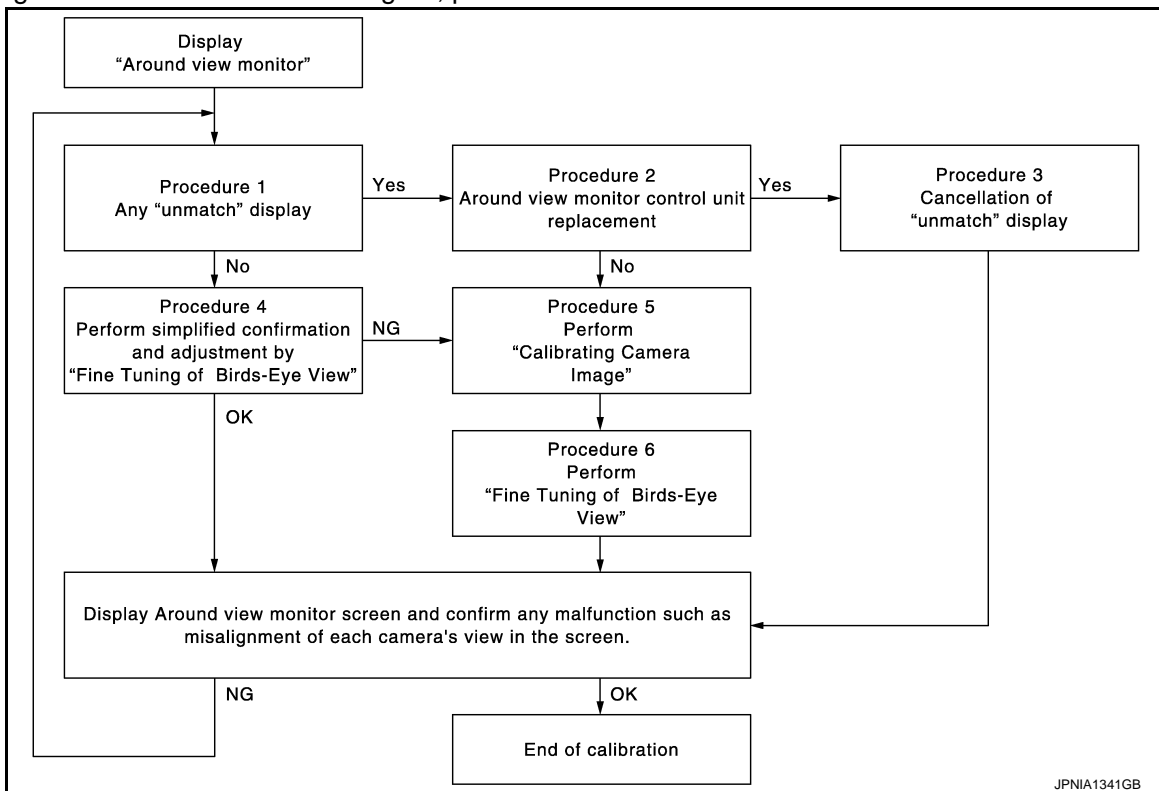 Display
“Around view monitor”
Procedure 1
Any “unmatch” display
Yes
Procedure 2
Around view monitor control unit
replacement
Yes
Procedure 3
Cancellation of
“unmatch” display
No
No
Procedure 4
Perform simplified confirmation
and adjustment by
“Fine Tuning of Birds-Eye View”
NG
Procedure 5
Perform
“Calibrating Camera
Image”
OK
Procedure 6
Perform
“Fine Tuning of Birds-Eye
View”
Display Around view monitor screen and confirm any malfunction such as
misalignment of each camera's view in the screen.
NG
OK
End of calibration
JPNIA1341GB